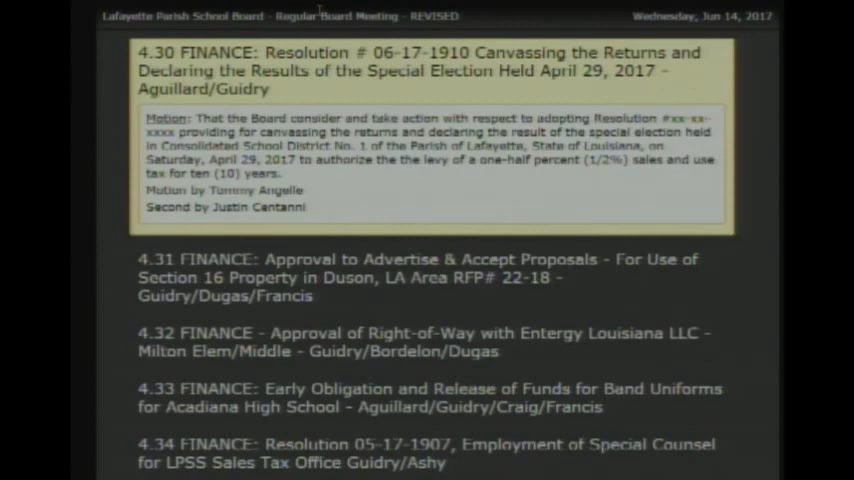 Lafayette Parish School Board - Regular Board Meeting - REVISED
Wednesday, Jun 14, 2017
4.30 FINANCE: Resolution # 06-17-1910 Canvassing the Returns and
Declaring the Results of the Special Election Held April 29, 2017 -
Aguillard/Guidry
Motion: That the Board consider and take action with respect to adopting Resolution #xx-xx-
xxxx providing for canvassing the returns and declaring the result of the special election held
in Consolidated School District No. 1 of the Parish of Lafayette, State of Louisiana, on
Saturday, April 29, 2017 to authorize the the levy of a one-half percent (1/2%) sales and use
tax for ten (10) years.
Motion by Tommy Angelle
Second by Justin Centanni
4.31 FINANCE: Approval to Advertise & Accept Proposals - For Use of
Section 16 Property in Duson, LA Area RFP# 22-18 -
Guidry/Dugas/Francis
4.32 FINANCE - Approval of Right-of-Way with Entergy Louisiana LLC -
Milton Elem/Middle - Guidry/Bordelon/Dugas
4.33 FINANCE: Early Obligation and Release of Funds for Band Uniforms
for Acadiana High School - Aguillard/Guidry/Craig/Francis
4.34 FINANCE: Resolution 05-17-1907, Employment of Special Counsel
for LPSS Sales Tax Office Guidry/Ashy